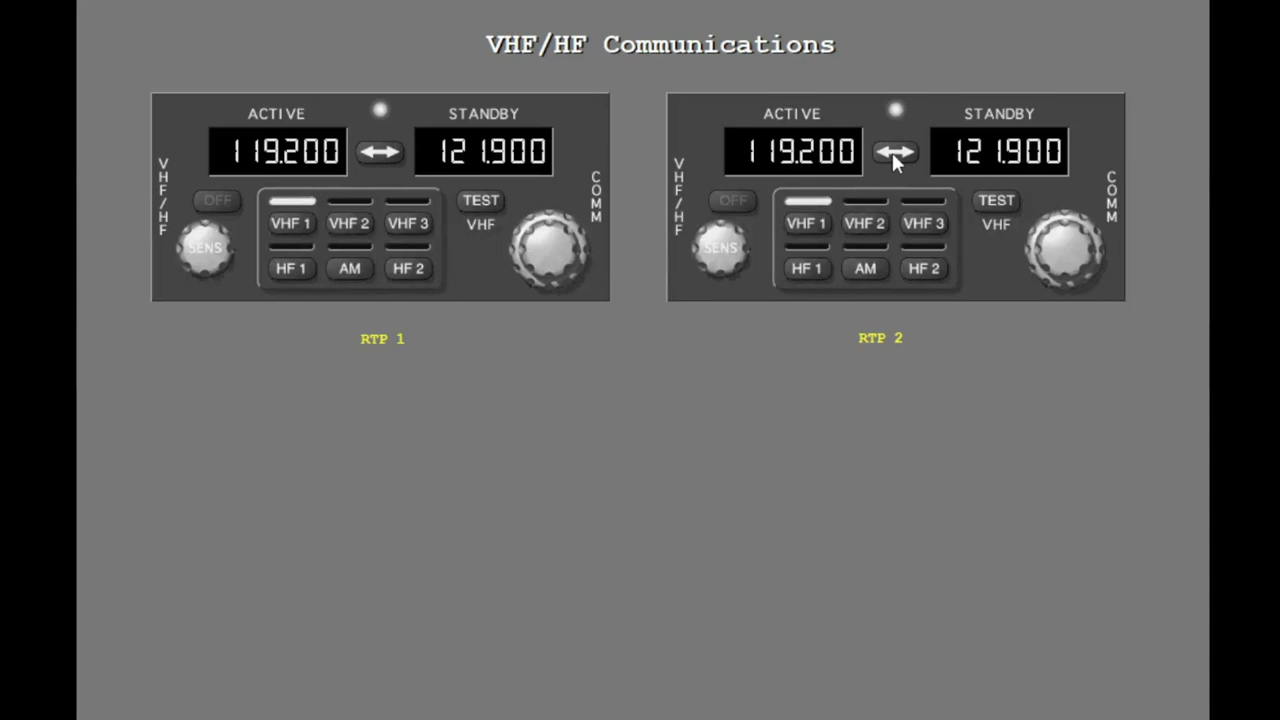 VHF/HF Communications
ACTIVE STANDBY
119.200 121.900
VHF/HF
COMM
OFF
TEST
SENS
VHF 1 VHF 2 VHF 3
VHF
HF 1 AM HF 2
RTP 1
ACTIVE STANDBY
119.200 121.900
VHF/HF
COMM
OFF
TEST
SENS
VHF 1 VHF 2 VHF 3
VHF
HF 1 AM HF 2
RTP 2